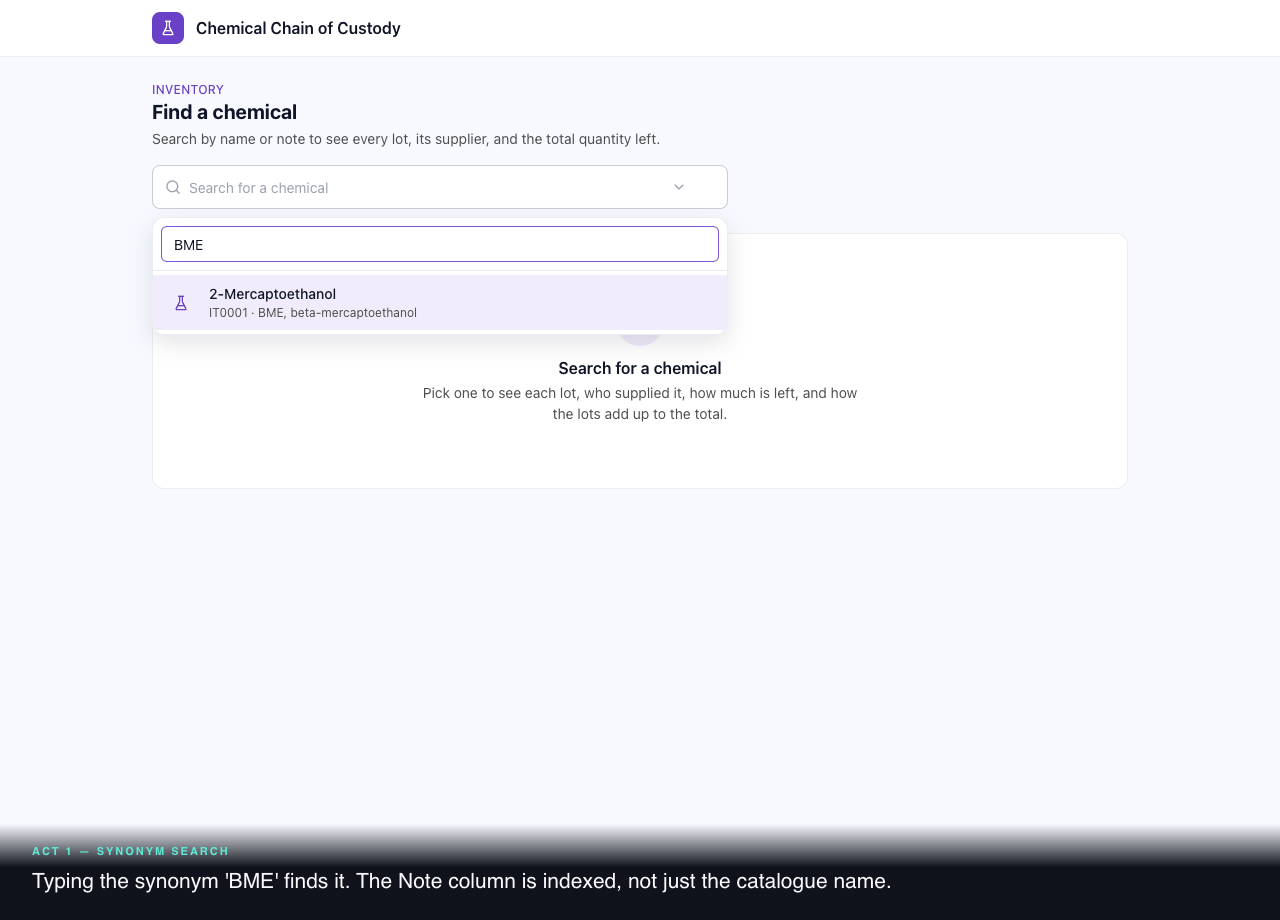 Chemical Chain of Custody
INVENTORY
Find a chemical
Search by name or note to see every lot, its supplier, and the total quantity left.
Search for a chemical
BME
2-Mercaptoethanol
IT0001 · BME, beta-mercaptoethanol
Search for a chemical
Pick one to see each lot, who supplied it, how much is left, and how
the lots add up to the total.
ACT 1 — SYNONYM SEARCH
Typing the synonym 'BME' finds it. The Note column is indexed, not just the catalogue name.